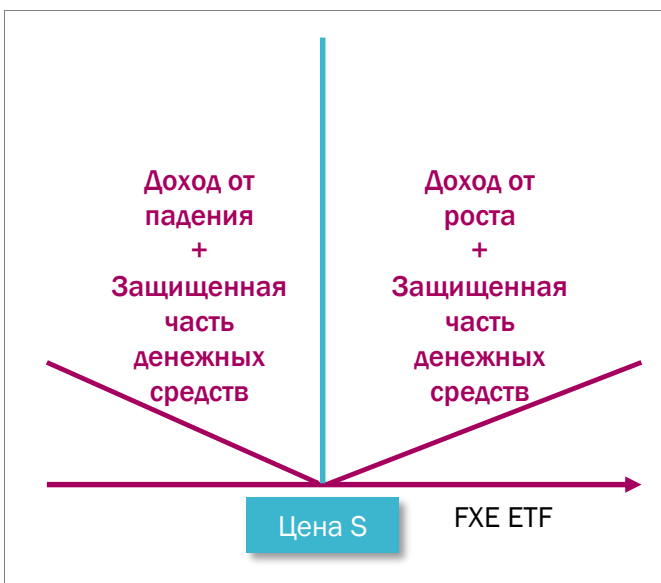 Доход от
падения
+
Защищенная
часть
денежных
средств
Доход от
роста
+
Защищенная
часть
денежных
средств
Цена S
FXE ETF